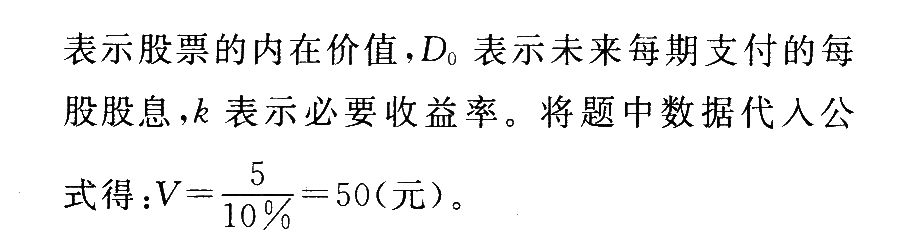 表示股票的内在价值,D₀ 表示未来每期支付的每
股股息,k 表示必要收益率。将题中数据代入公
式得:V=5/10%=50(元)。